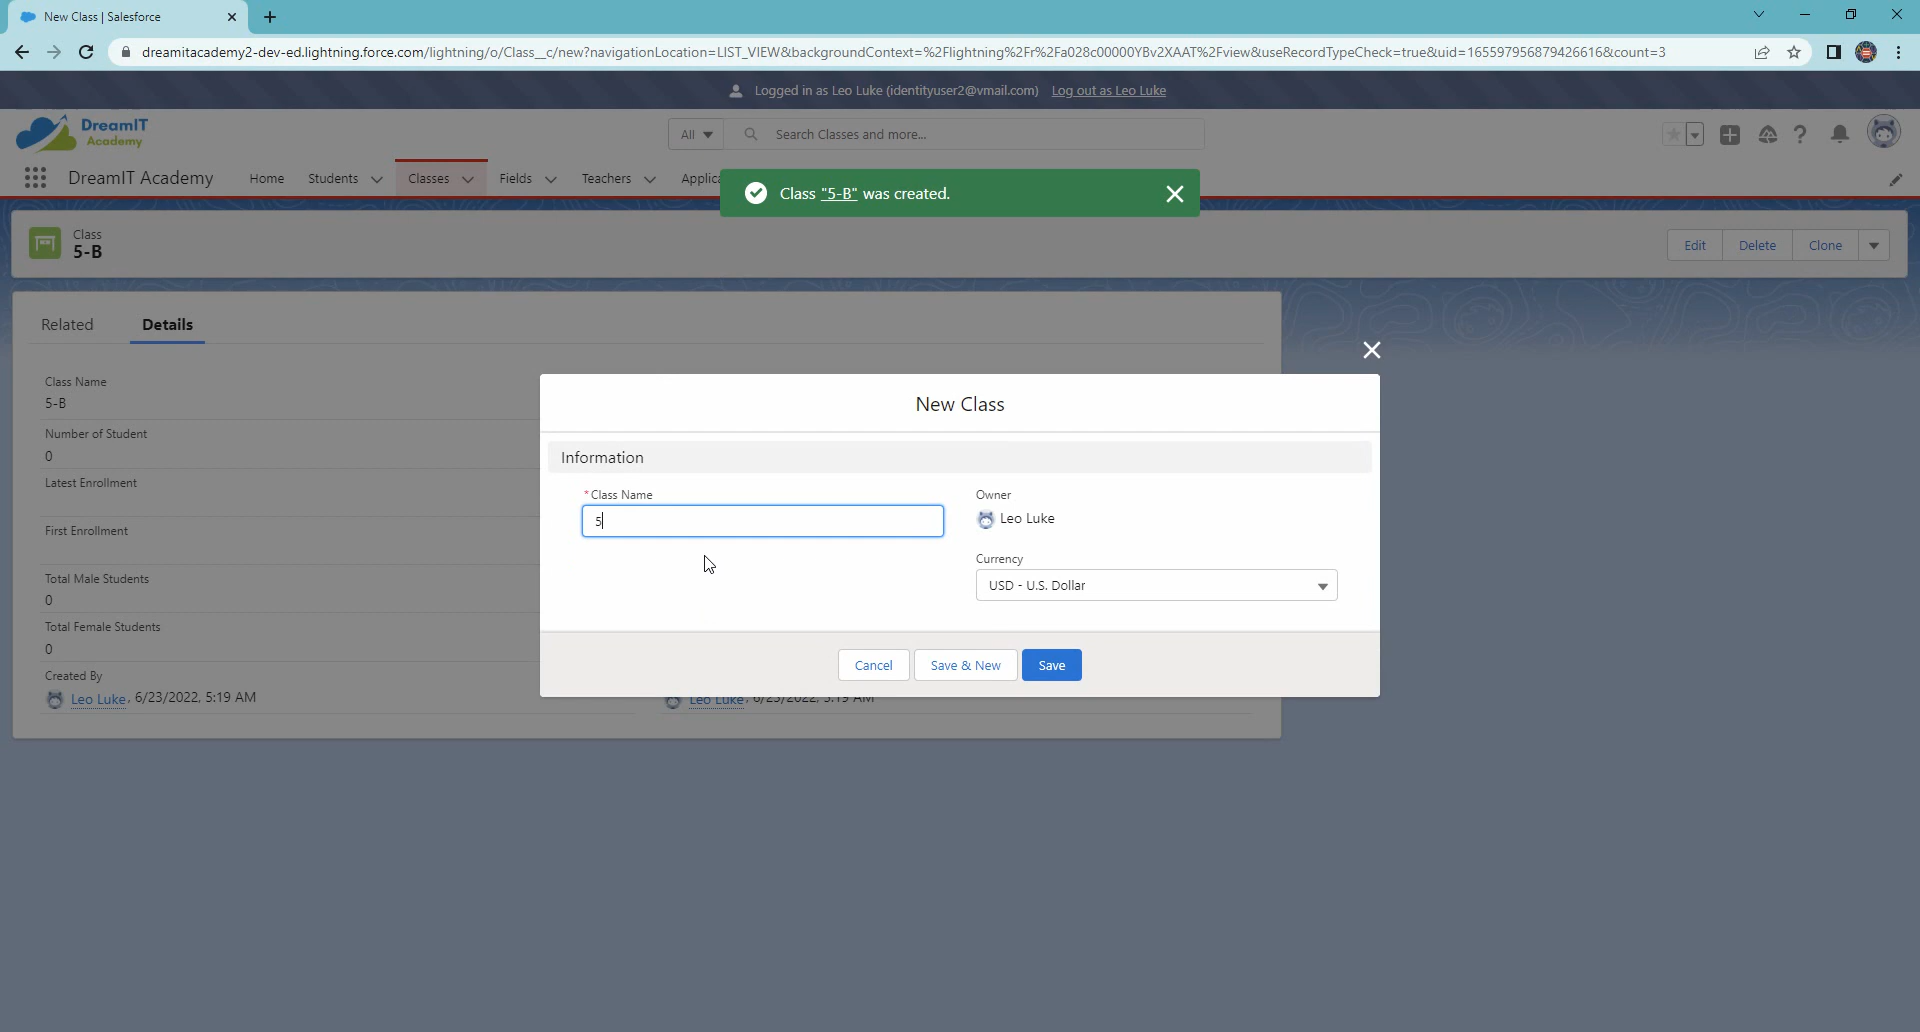 New Class | Salesforce
dreamitacademy2-dev-ed.lightning.force.com/lightning/o/Class__c/new?navigationLocation=LIST_VIEW&backgroundContext=%2Flightning%2Fr%2Fa028c00000YBv2XAAT%2Fview&useRecordTypeCheck=true&uid=165597956879426616&count=3
Logged in as Leo Luke (identityuser2@vmail.com) Log out as Leo Luke
DreamIT
Academy
All
Search Classes and more...
DreamIT Academy Home Students Classes Fields Teachers Applica
Class "5-B" was created.
Class
5-B
Edit Delete Clone
Related Details
Class Name
5-B
Number of Student
0
Latest Enrollment
First Enrollment
Total Male Students
0
Total Female Students
0
Created By
Leo Luke, 6/23/2022, 5:19 AM
Leo Luke, 6/23/2022, 5:19 AM
New Class
Information
*Class Name
5
Owner
Leo Luke
Currency
USD - U.S. Dollar
Cancel Save & New Save